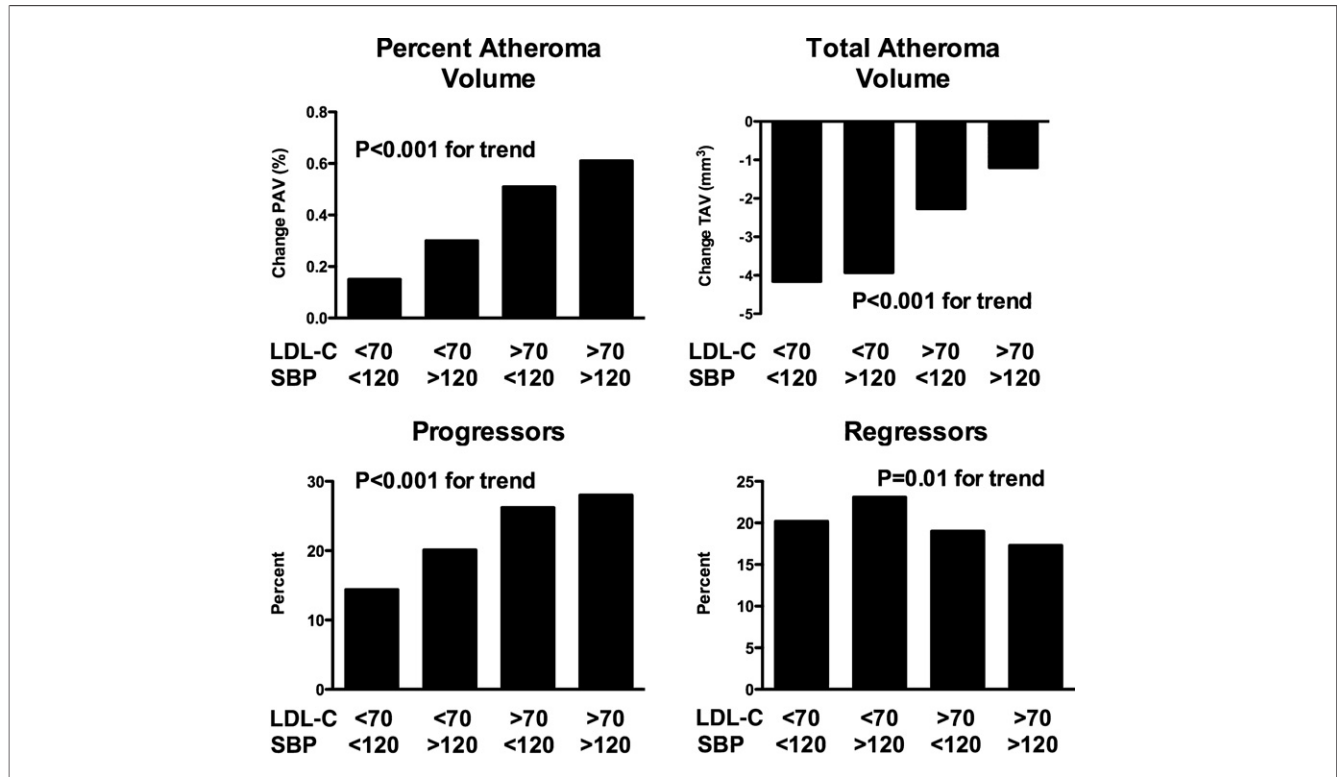 Percent Atheroma
Volume
0.8
0.6
0.4
0.2
0.0
Change PAV (%)
P<0.001 for trend
LDL-C <70 <70 >70 >70
SBP <120 >120 <120 >120
Total Atheroma
Volume
0
-1
-2
-3
-4
-5
Change TAV (mm³)
P<0.001 for trend
LDL-C <70 <70 >70 >70
SBP <120 >120 <120 >120
Progressors
30
20
10
0
Percent
P<0.001 for trend
LDL-C <70 <70 >70 >70
SBP <120 >120 <120 >120
Regressors
25
20
15
10
5
0
Percent
P=0.01 for trend
LDL-C <70 <70 >70 >70
SBP <120 >120 <120 >120